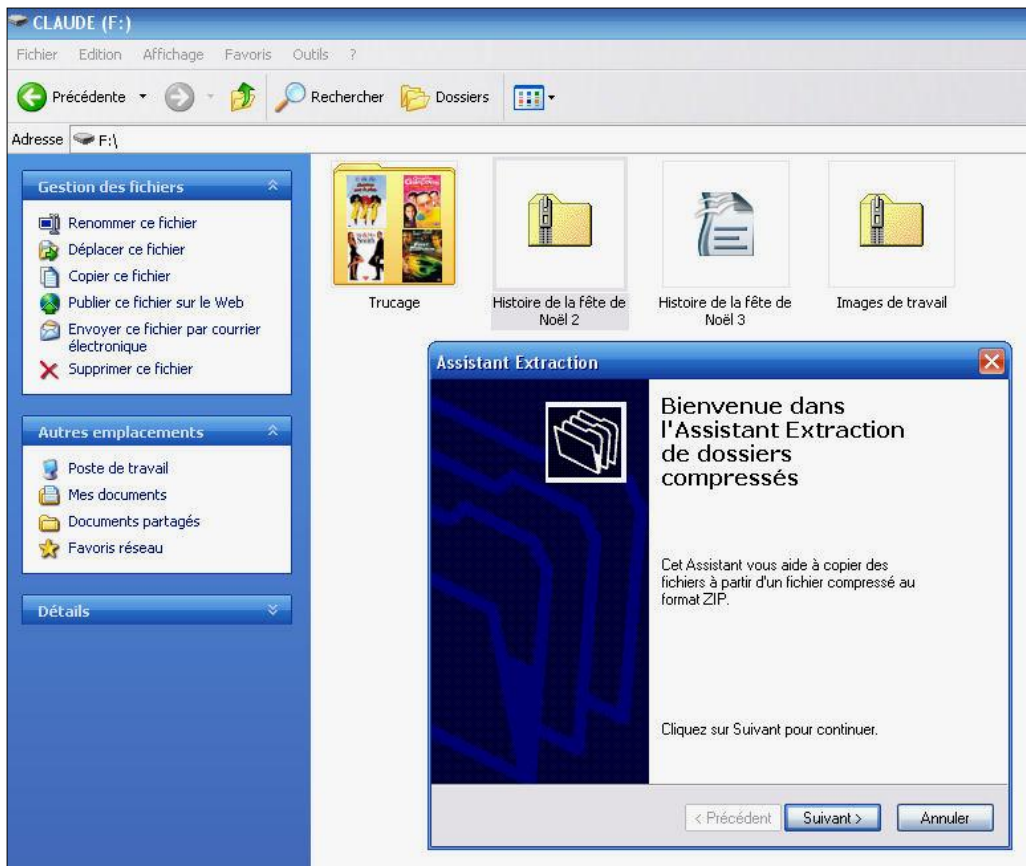 CLAUDE (F:)
Fichier Edition Affichage Favoris Outils ?
Précédente Rechercher Dossiers
Adresse F:\
Gestion des fichiers
Renommer ce fichier
Déplacer ce fichier
Copier ce fichier
Publier ce fichier sur le Web
Envoyer ce fichier par courrier
électronique
Supprimer ce fichier
Autres emplacements
Poste de travail
Mes documents
Documents partagés
Favoris réseau
Détails
Trucage
Histoire de la fête de
Noël 2
Histoire de la fête de
Noël 3
Images de travail
Assistant Extraction
Bienvenue dans
l'Assistant Extraction
de dossiers
compressés
Cet Assistant vous aide à copier des
fichiers à partir d'un fichier compressé au
format ZIP.
Cliquez sur Suivant pour continuer.
< Précédent Suivant > Annuler